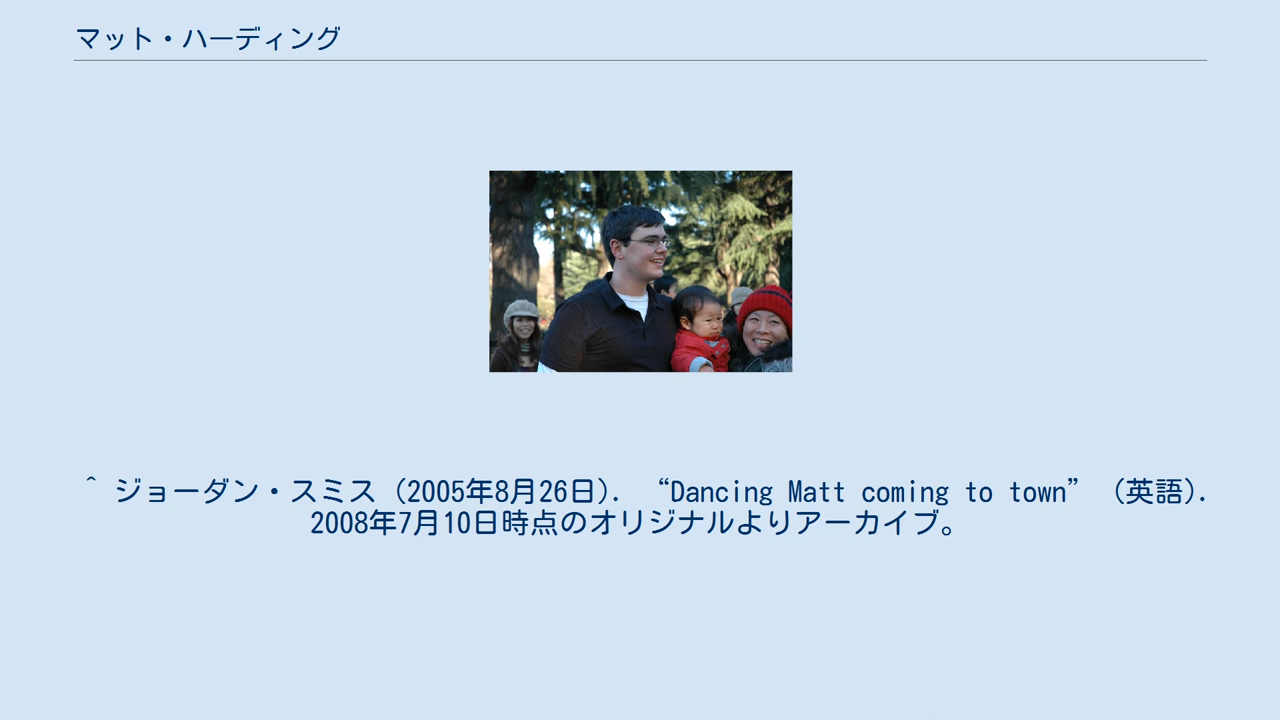 マット・ハーディング
^ ジョーダン・スミス (2005年8月26日). “Dancing Matt coming to town” (英語).
2008年7月10日時点のオリジナルよりアーカイブ。